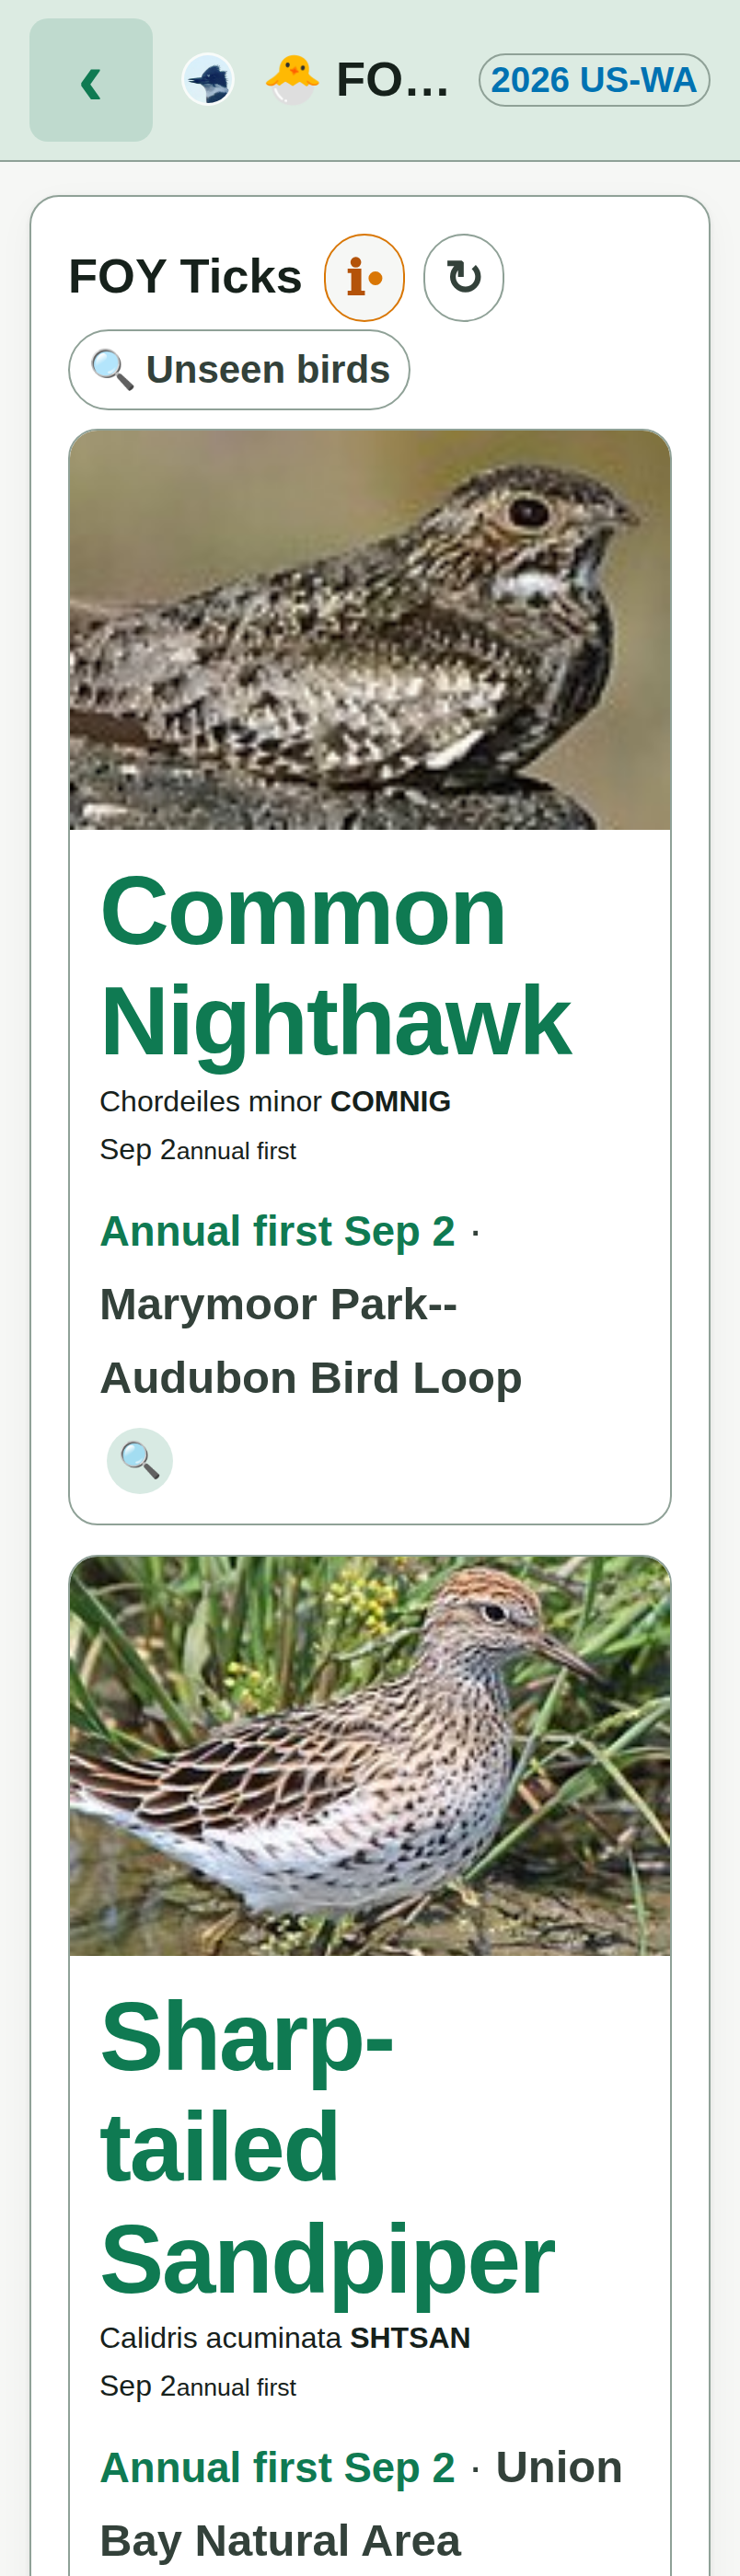 ‹ FO... 2026 US-WA
FOY Ticks i• ↻
Unseen birds
Common
Nighthawk
Chordeiles minor COMNIG
Sep 2annual first
Annual first Sep 2 ·
Marymoor Park--
Audubon Bird Loop
Sharp-
tailed
Sandpiper
Calidris acuminata SHTSAN
Sep 2annual first
Annual first Sep 2 · Union
Bay Natural Area